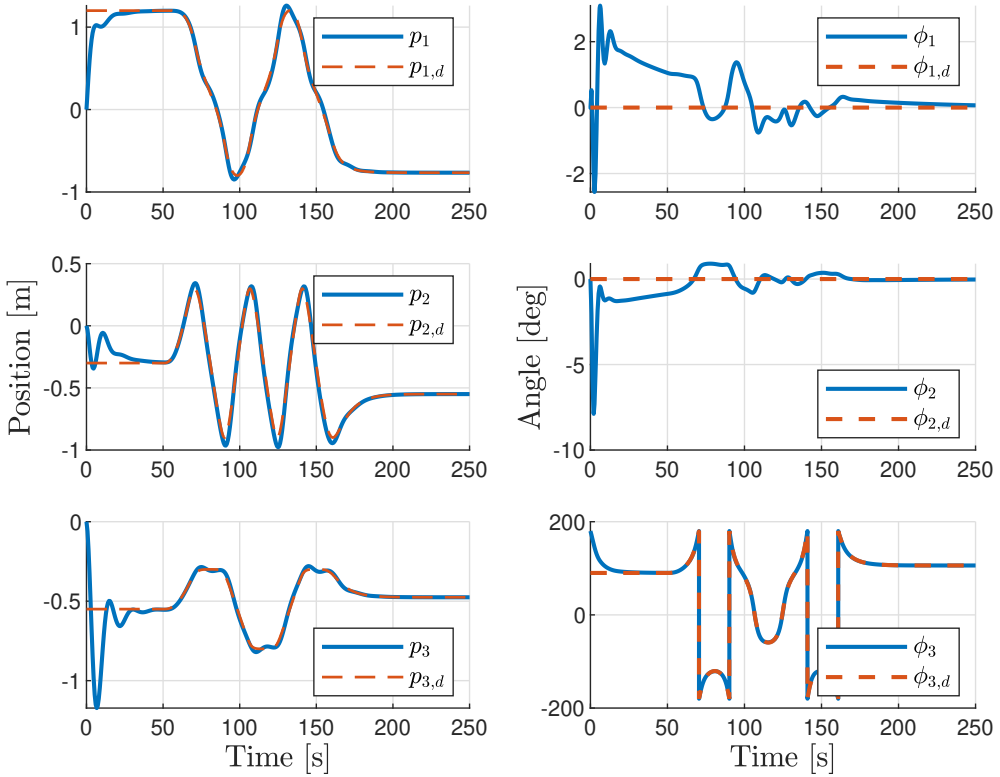 1
0
-1
0 50 100 150 200 250
p₁
p₁,d
2
0
-2
0 50 100 150 200 250
ϕ₁
ϕ₁,d
Position [m]
0.5
0
-0.5
-1
0 50 100 150 200 250
p₂
p₂,d
Angle [deg]
0
-5
-10
0 50 100 150 200 250
ϕ₂
ϕ₂,d
0
-0.5
-1
0 50 100 150 200 250
p₃
p₃,d
Time [s]
200
0
-200
0 50 100 150 200 250
ϕ₃
ϕ₃,d
Time [s]